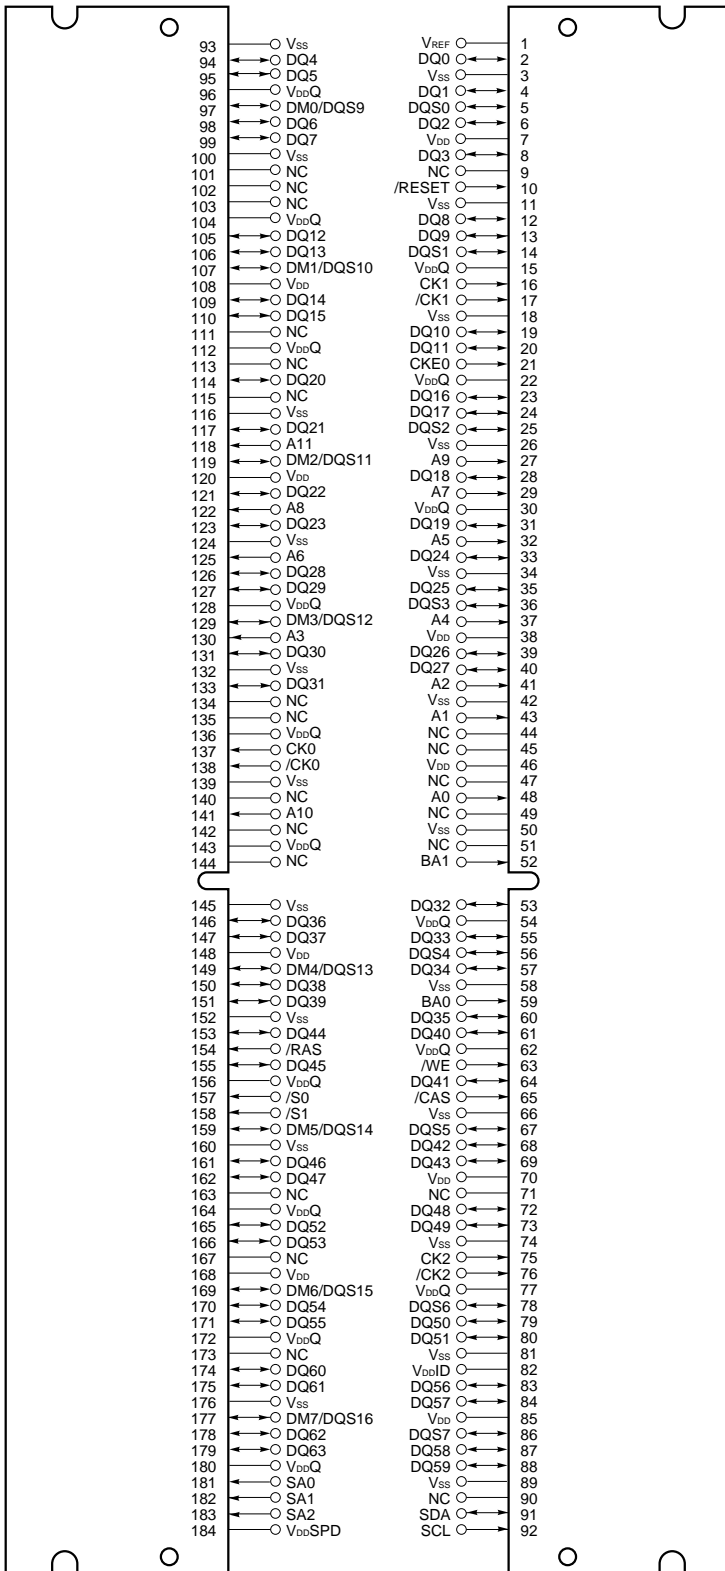 93 VSS VREF 1
94 DQ4 DQ0 2
95 DQ5 VSS 3
96 VDDQ DQ1 4
97 DM0/DQS9 DQS0 5
98 DQ6 DQ2 6
99 DQ7 VDD 7
100 VSS DQ3 8
101 NC NC 9
102 NC /RESET 10
103 NC VSS 11
104 VDDQ DQ8 12
105 DQ12 DQ9 13
106 DQ13 DQS1 14
107 DM1/DQS10 VDDQ 15
108 VDD CK1 16
109 DQ14 /CK1 17
110 DQ15 VSS 18
111 NC DQ10 19
112 VDDQ DQ11 20
113 NC CKE0 21
114 DQ20 VDDQ 22
115 NC DQ16 23
116 VSS DQ17 24
117 DQ21 DQS2 25
118 A11 VSS 26
119 DM2/DQS11 A9 27
120 VDD DQ18 28
121 DQ22 A7 29
122 A8 VDDQ 30
123 DQ23 DQ19 31
124 VSS A5 32
125 A6 DQ24 33
126 DQ28 VSS 34
127 DQ29 DQ25 35
128 VDDQ DQS3 36
129 DM3/DQS12 A4 37
130 A3 VDD 38
131 DQ30 DQ26 39
132 VSS DQ27 40
133 DQ31 A2 41
134 NC VSS 42
135 NC A1 43
136 VDDQ NC 44
137 CK0 NC 45
138 /CK0 VDD 46
139 VSS NC 47
140 NC A0 48
141 A10 NC 49
142 NC VSS 50
143 VDDQ NC 51
144 NC BA1 52
145 VSS DQ32 53
146 DQ36 VDDQ 54
147 DQ37 DQ33 55
148 VDD DQS4 56
149 DM4/DQS13 DQ34 57
150 DQ38 VSS 58
151 DQ39 BA0 59
152 VSS DQ35 60
153 DQ44 DQ40 61
154 /RAS VDDQ 62
155 DQ45 /WE 63
156 VDDQ DQ41 64
157 /S0 /CAS 65
158 /S1 VSS 66
159 DM5/DQS14 DQS5 67
160 VSS DQ42 68
161 DQ46 DQ43 69
162 DQ47 VDD 70
163 NC NC 71
164 VDDQ DQ48 72
165 DQ52 DQ49 73
166 DQ53 VSS 74
167 NC CK2 75
168 VDD /CK2 76
169 DM6/DQS15 VDDQ 77
170 DQ54 DQS6 78
171 DQ55 DQ50 79
172 VDDQ DQ51 80
173 NC VSS 81
174 DQ60 VDDID 82
175 DQ61 DQ56 83
176 VSS DQ57 84
177 DM7/DQS16 VDD 85
178 DQ62 DQS7 86
179 DQ63 DQ58 87
180 VDDQ DQ59 88
181 SA0 VSS 89
182 SA1 NC 90
183 SA2 SDA 91
184 VDDSPD SCL 92